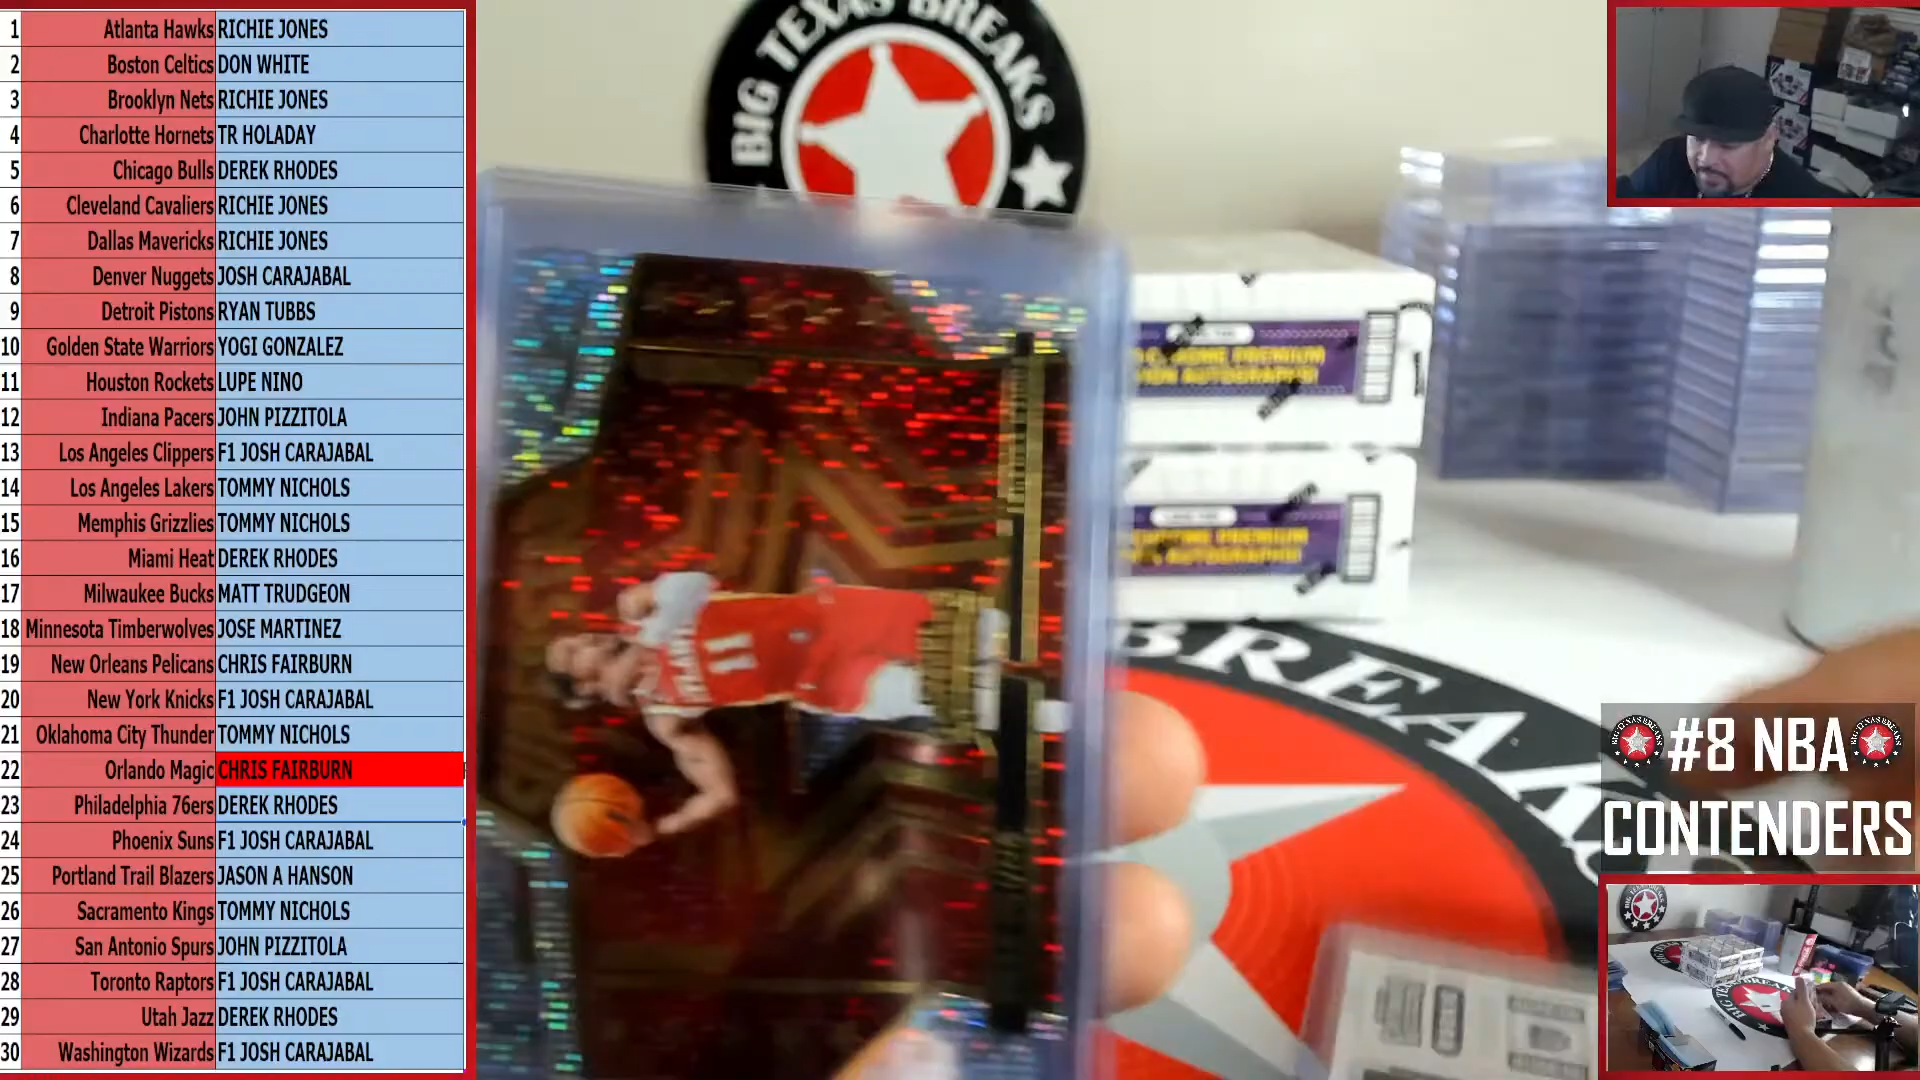 1 Atlanta Hawks RICHIE JONES
2 Boston Celtics DON WHITE
3 Brooklyn Nets RICHIE JONES
4 Charlotte Hornets TR HOLADAY
5 Chicago Bulls DEREK RHODES
6 Cleveland Cavaliers RICHIE JONES
7 Dallas Mavericks RICHIE JONES
8 Denver Nuggets JOSH CARAJABAL
9 Detroit Pistons RYAN TUBBS
10 Golden State Warriors YOGI GONZALEZ
11 Houston Rockets LUPE NINO
12 Indiana Pacers JOHN PIZZITOLA
13 Los Angeles Clippers F1 JOSH CARAJABAL
14 Los Angeles Lakers TOMMY NICHOLS
15 Memphis Grizzlies TOMMY NICHOLS
16 Miami Heat DEREK RHODES
17 Milwaukee Bucks MATT TRUDGEON
18 Minnesota Timberwolves JOSE MARTINEZ
19 New Orleans Pelicans CHRIS FAIRBURN
20 New York Knicks F1 JOSH CARAJABAL
21 Oklahoma City Thunder TOMMY NICHOLS
22 Orlando Magic CHRIS FAIRBURN
23 Philadelphia 76ers DEREK RHODES
24 Phoenix Suns F1 JOSH CARAJABAL
25 Portland Trail Blazers JASON A HANSON
26 Sacramento Kings TOMMY NICHOLS
27 San Antonio Spurs JOHN PIZZITOLA
28 Toronto Raptors F1 JOSH CARAJABAL
29 Utah Jazz DEREK RHODES
30 Washington Wizards F1 JOSH CARAJABAL
BIG TEXAS BREAKS
11
BREAK
#8 NBA
CONTENDERS